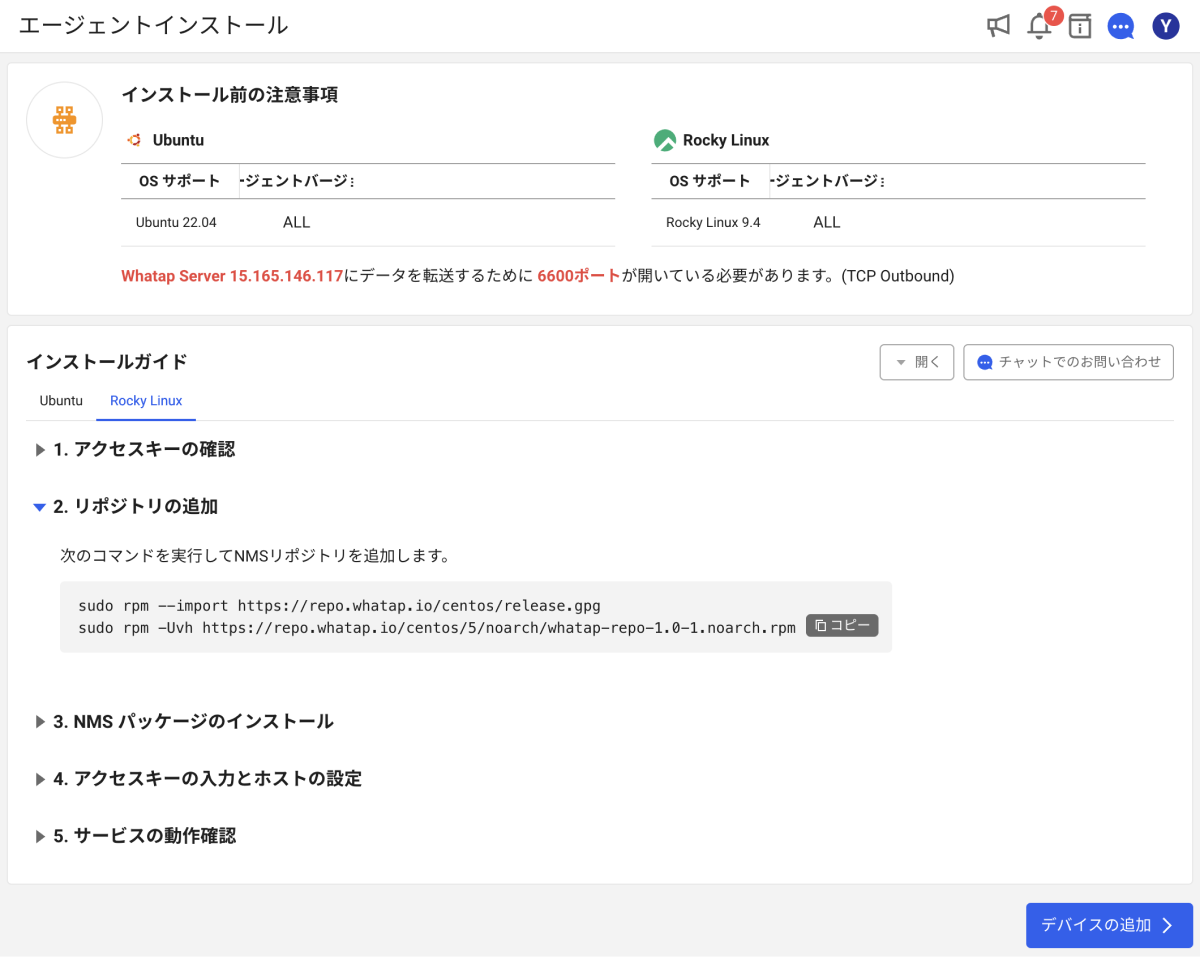 エージェントインストール
7
Y
インストール前の注意事項
Ubuntu
OS サポート
ージェントバージ
Ubuntu 22.04
ALL
Rocky Linux
OS サポート
ージェントバージ
Rocky Linux 9.4
ALL
Whatap Server 15.165.146.117にデータを転送するために 6600ポートが開いている必要があります。(TCP Outbound)
インストールガイド
開く
チャットでのお問い合わせ
Ubuntu
Rocky Linux
1. アクセスキーの確認
2. リポジトリの追加
次のコマンドを実行してNMSリポジトリを追加します。
sudo rpm --import https://repo.whatap.io/centos/release.gpg
sudo rpm -Uvh https://repo.whatap.io/centos/5/noarch/whatap-repo-1.0-1.noarch.rpm
コピー
3. NMS パッケージのインストール
4. アクセスキーの入力とホストの設定
5. サービスの動作確認
デバイスの追加